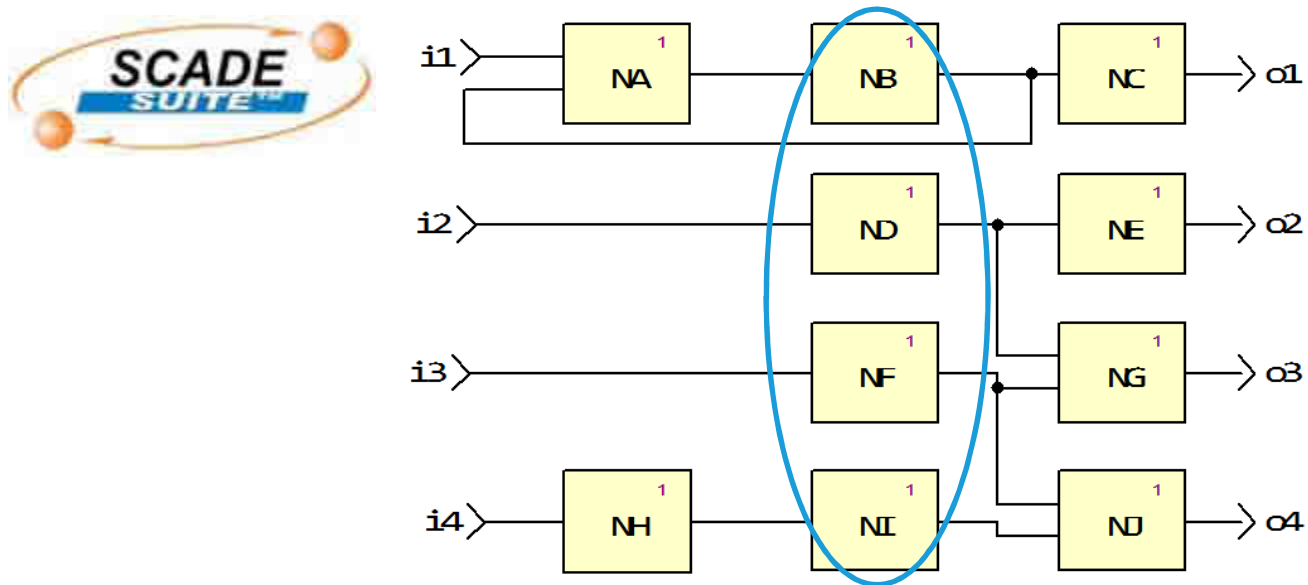 SCADE
SUITE™
i1 NA 1 NB 1 NC 1 o1
i2 ND 1 NE 1 o2
i3 NF 1 NG 1 o3
i4 NH 1 NI 1 NJ 1 o4